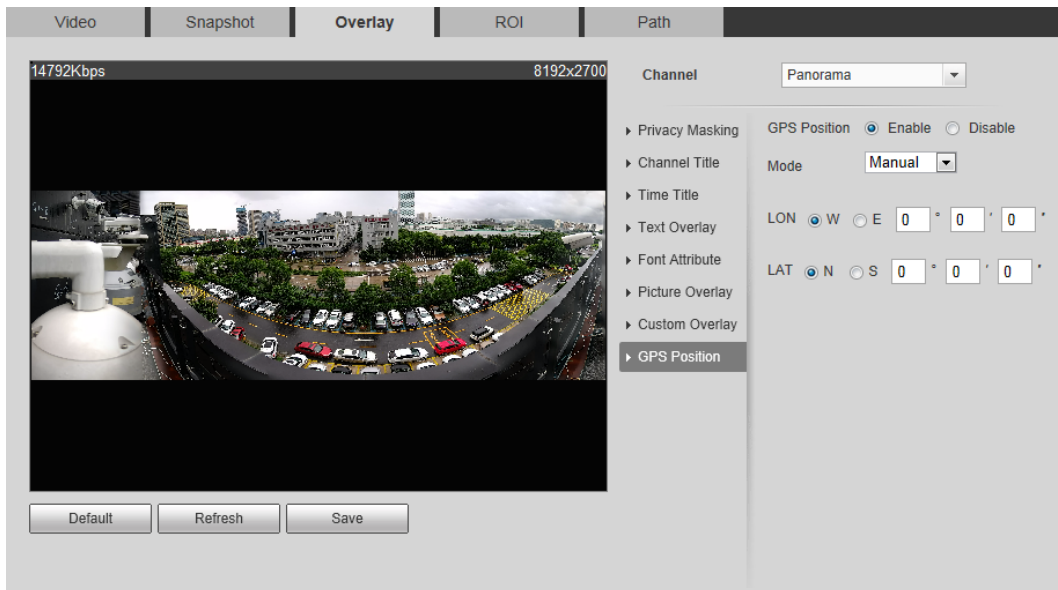 Video Snapshot Overlay ROI Path
14792Kbps 8192x2700
Channel Panorama
Privacy Masking
Channel Title
Time Title
Text Overlay
Font Attribute
Picture Overlay
Custom Overlay
GPS Position
GPS Position Enable Disable
Mode Manual
LON W E 0 ° 0 ' 0 "
LAT N S 0 ° 0 ' 0 "
Default Refresh Save